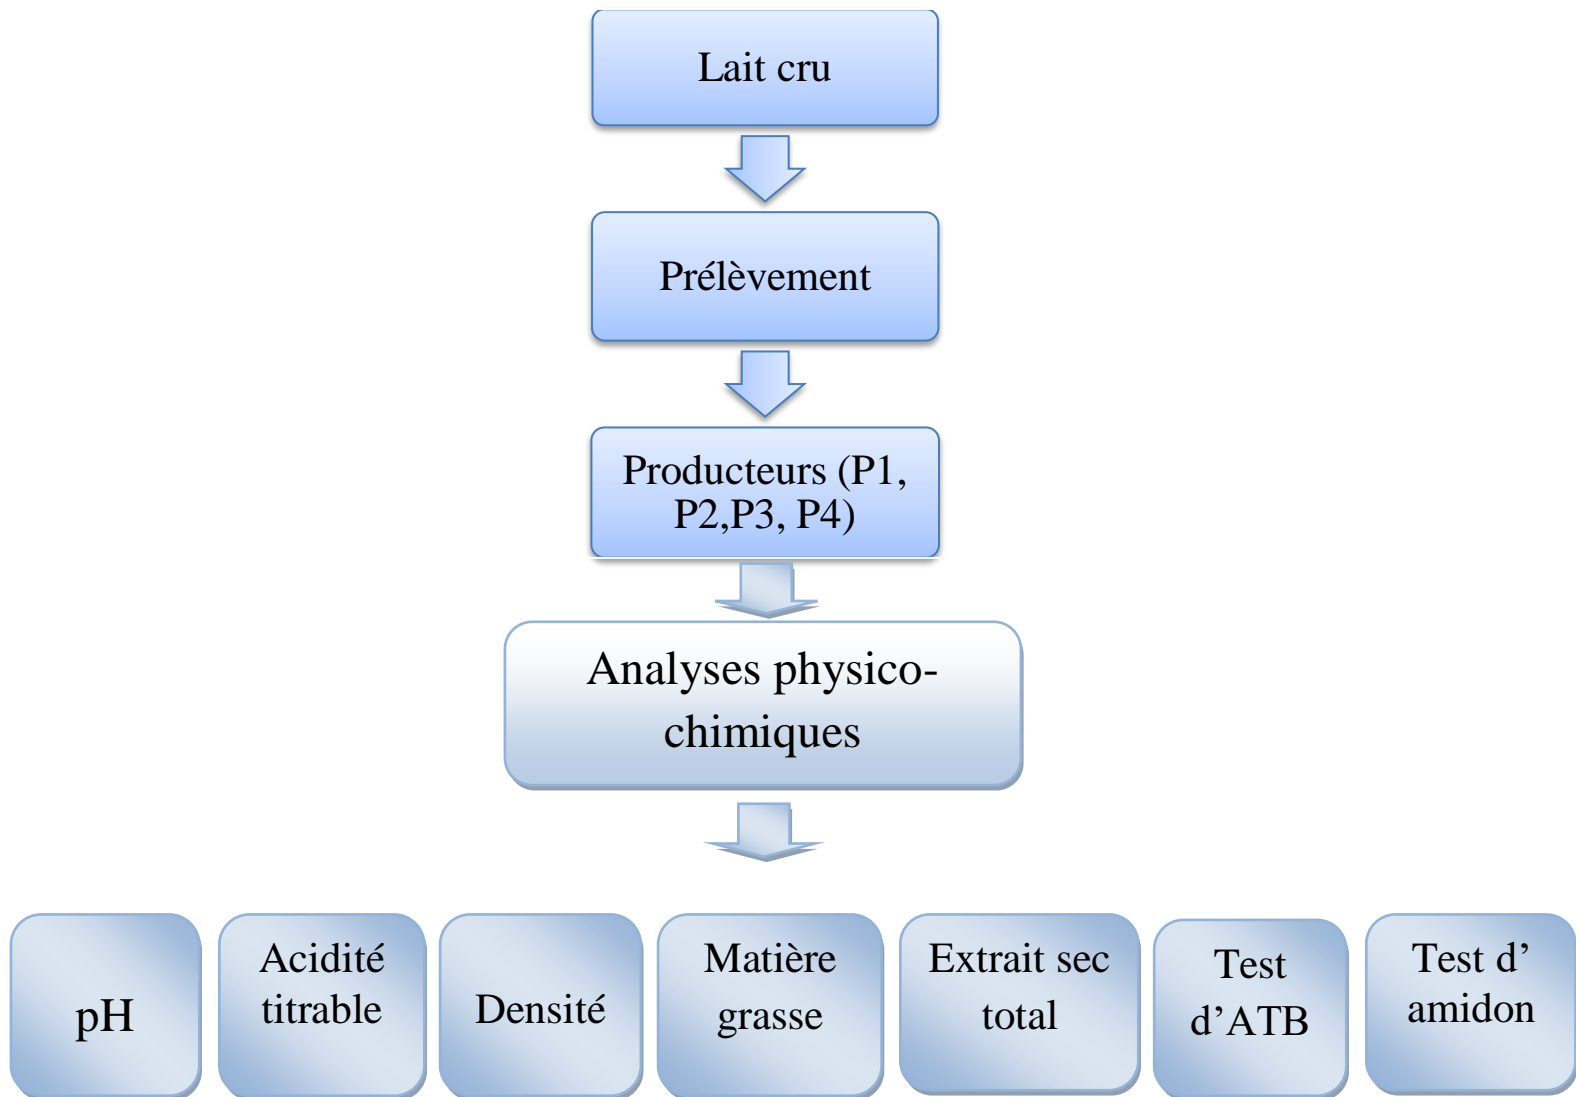 Lait cru
Prélèvement
Producteurs (P1,
P2,P3, P4)
Analyses physico-
chimiques
pH
Acidité
titrable
Densité
Matière
grasse
Extrait sec
total
Test
d’ATB
Test d’
amidon